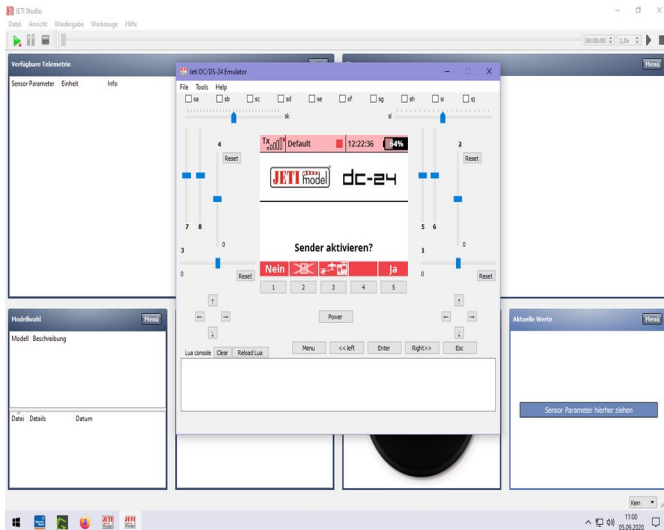 JETI Studio
Datei Ansicht Wiedergabe Werkzeuge Hilfe
00:00:00 1,0x
Verfügbare Telemetrie
Menü
Sensor Parameter Einheit Info
Jeti DC/DS-24 Emulator
File Tools Help
sa sb sc sd se sf sg sh si sj
sk sl
Tx Default 12:22:36 64%
4 2
Reset Reset
JETI model dc-24
7 8 5 6
0 0
3 1
Sender aktivieren?
0 Reset 0 Reset
Nein Ja
1 2 3 4 5
Power
Menu << left Enter Right>> Esc
Lua console Clear Reload Lua
Modellwahl Menü
Modell Beschreibung
Datei Details Datum
Aktuelle Werte Menü
Sensor Parameter hierher ziehen
Kein
11:00
05.09.2020